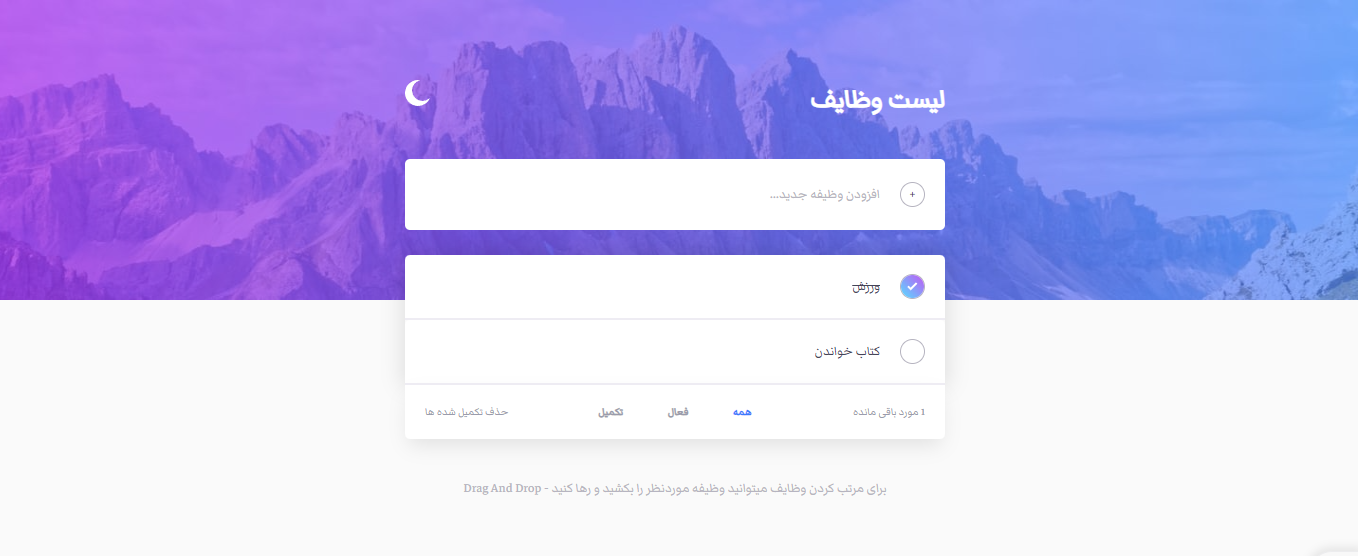 لیست وظایف
+ افزودن وظیفه جدید...
ورزش
کتاب خواندن
1 مورد باقی مانده همه فعال تکمیل حذف تکمیل شده ها
برای مرتب کردن وظایف میتوانید وظیفه موردنظر را بکشید و رها کنید - Drag And Drop